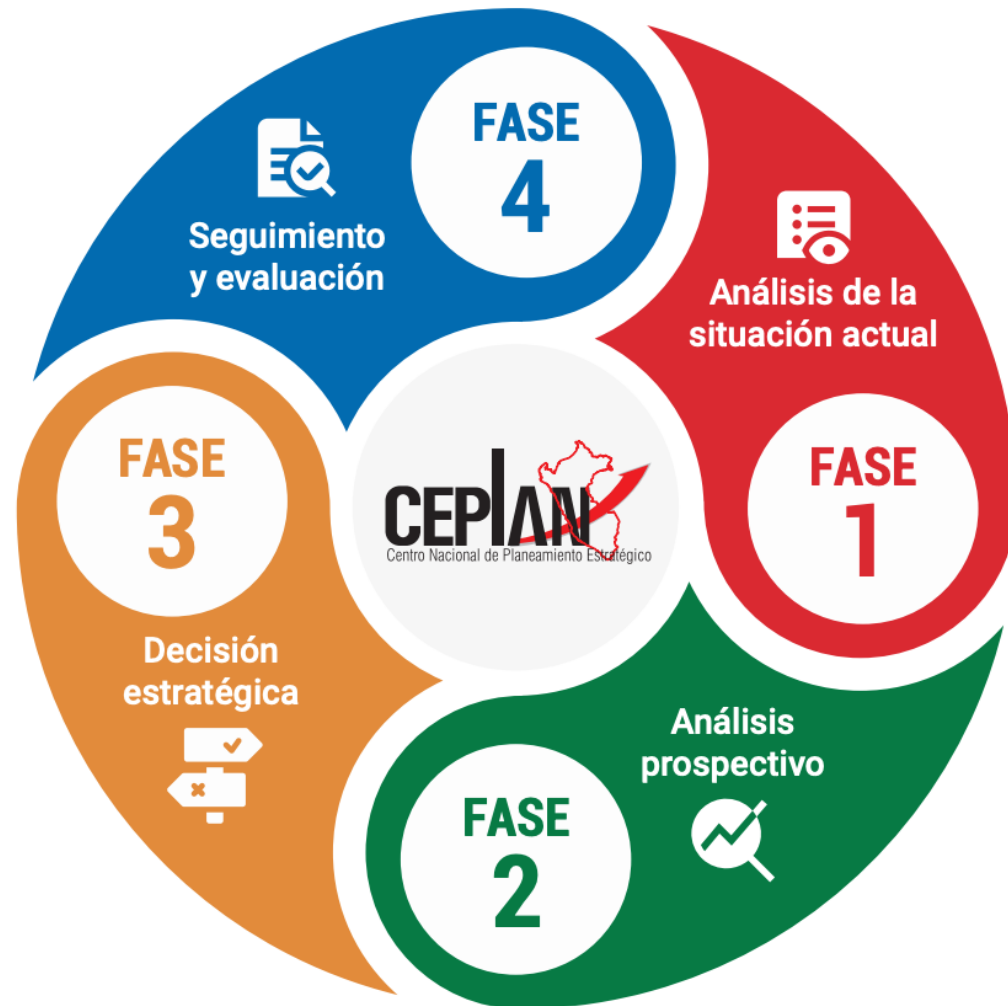 FASE
1
Análisis de la
situación actual
FASE
2
Análisis
prospectivo
FASE
3
Decisión
estratégica
FASE
4
Seguimiento
y evaluación
CEPLAN
Centro Nacional de Planeamiento Estratégico